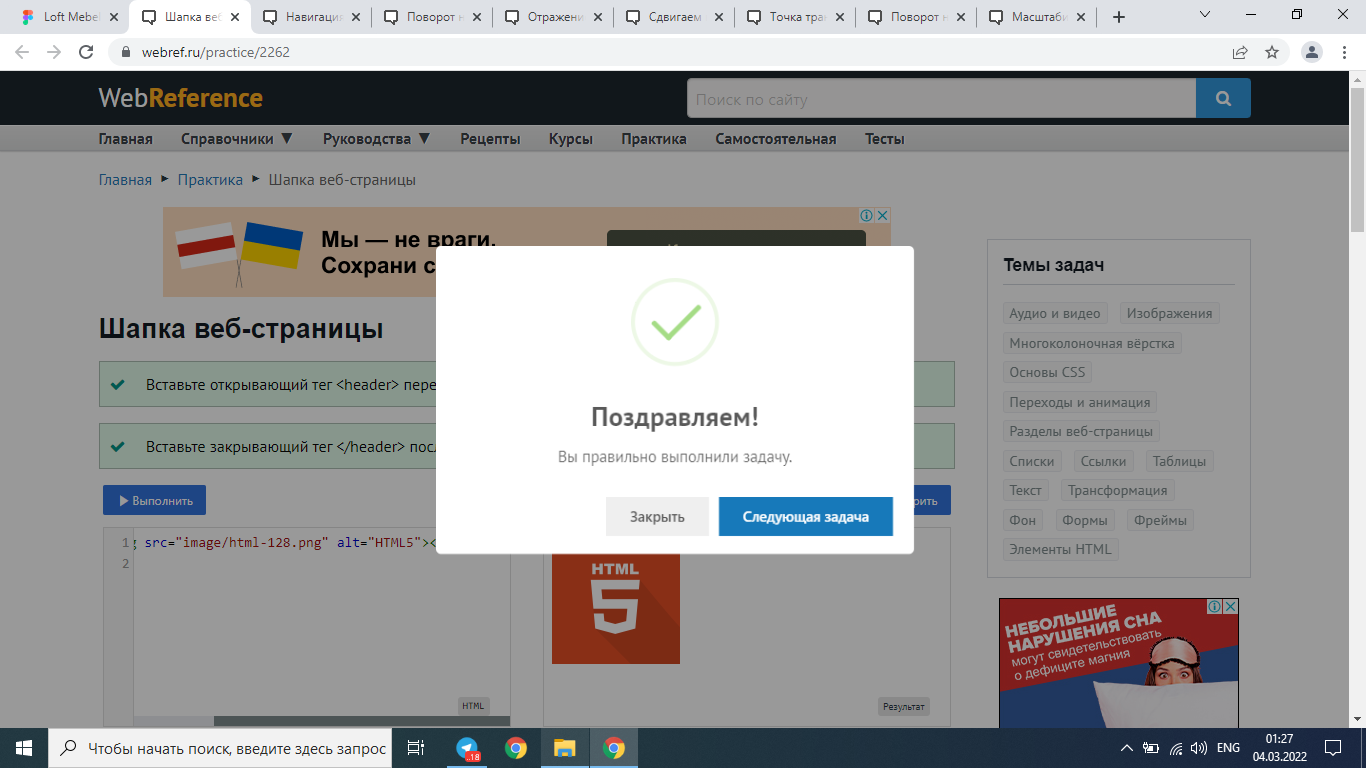 Loft Mebe
Шапка ве
Навигация
Поворот
Отражени
Сдвигаем
Точка тра
Поворот
Масштаби
webref.ru/practice/2262
WebReference
Поиск по сайту
Главная Справочники ▼ Руководства ▼ Рецепты Курсы Практика Самостоятельная Тесты
Главная ► Практика ► Шапка веб-страницы
Мы — не враги.
Сохрани с
Шапка веб-страницы
Вставьте открывающий тег <header> пере
Вставьте закрывающий тег </header> пос
Выполнить
рить
1 src="image/html-128.png" alt="HTML5"><
2
HTML
HTML
5
Результат
Поздравляем!
Вы правильно выполнили задачу.
Закрыть
Следующая задача
Темы задач
Аудио и видео Изображения
Многоколоночная вёрстка
Основы CSS
Переходы и анимация
Разделы веб-страницы
Списки Ссылки Таблицы
Текст Трансформация
Фон Формы Фреймы
Элементы HTML
НЕБОЛЬШИЕ
НАРУШЕНИЯ СНА
могут свидетельствовать
о дефиците магния
Чтобы начать поиск, введите здесь запрос
18
ENG
01:27
04.03.2022